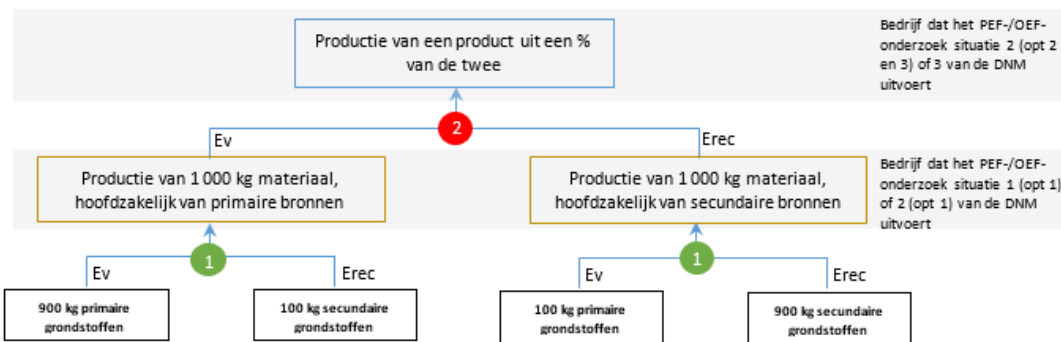 Productie van een product uit een %
van de twee
Bedrijf dat het PEF-/OEF-
onderzoek situatie 2 (opt 2
en 3) of 3 van de DNM
uitvoert
2
Ev
Erec
Productie van 1 000 kg materiaal,
hoofdzakelijk van primaire bronnen
Productie van 1 000 kg materiaal,
hoofdzakelijk van secundaire bronnen
Bedrijf dat het PEF-/OEF-
onderzoek situatie 1 (opt 1)
of 2 (opt 1) van de DNM
uitvoert
1
Ev
Erec
1
Ev
Erec
900 kg primaire
grondstoffen
100 kg secundaire
grondstoffen
100 kg primaire
grondstoffen
900 kg secundaire
grondstoffen